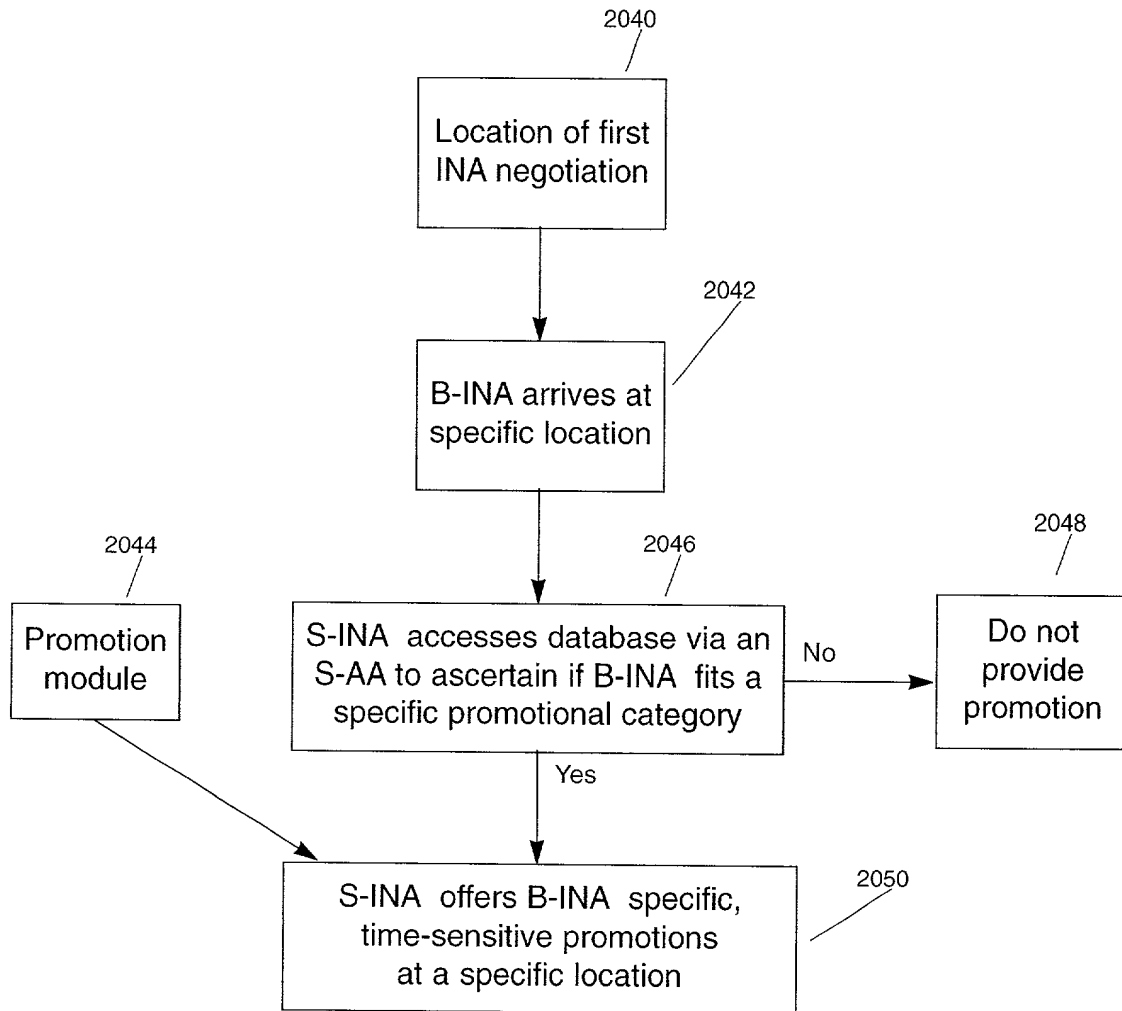 2040
Location of first
INA negotiation
2042
B-INA arrives at
specific location
2044
Promotion
module
2046
S-INA accesses database via an
S-AA to ascertain if B-INA fits a
specific promotional category
No
2048
Do not
provide
promotion
Yes
2050
S-INA offers B-INA specific,
time-sensitive promotions
at a specific location